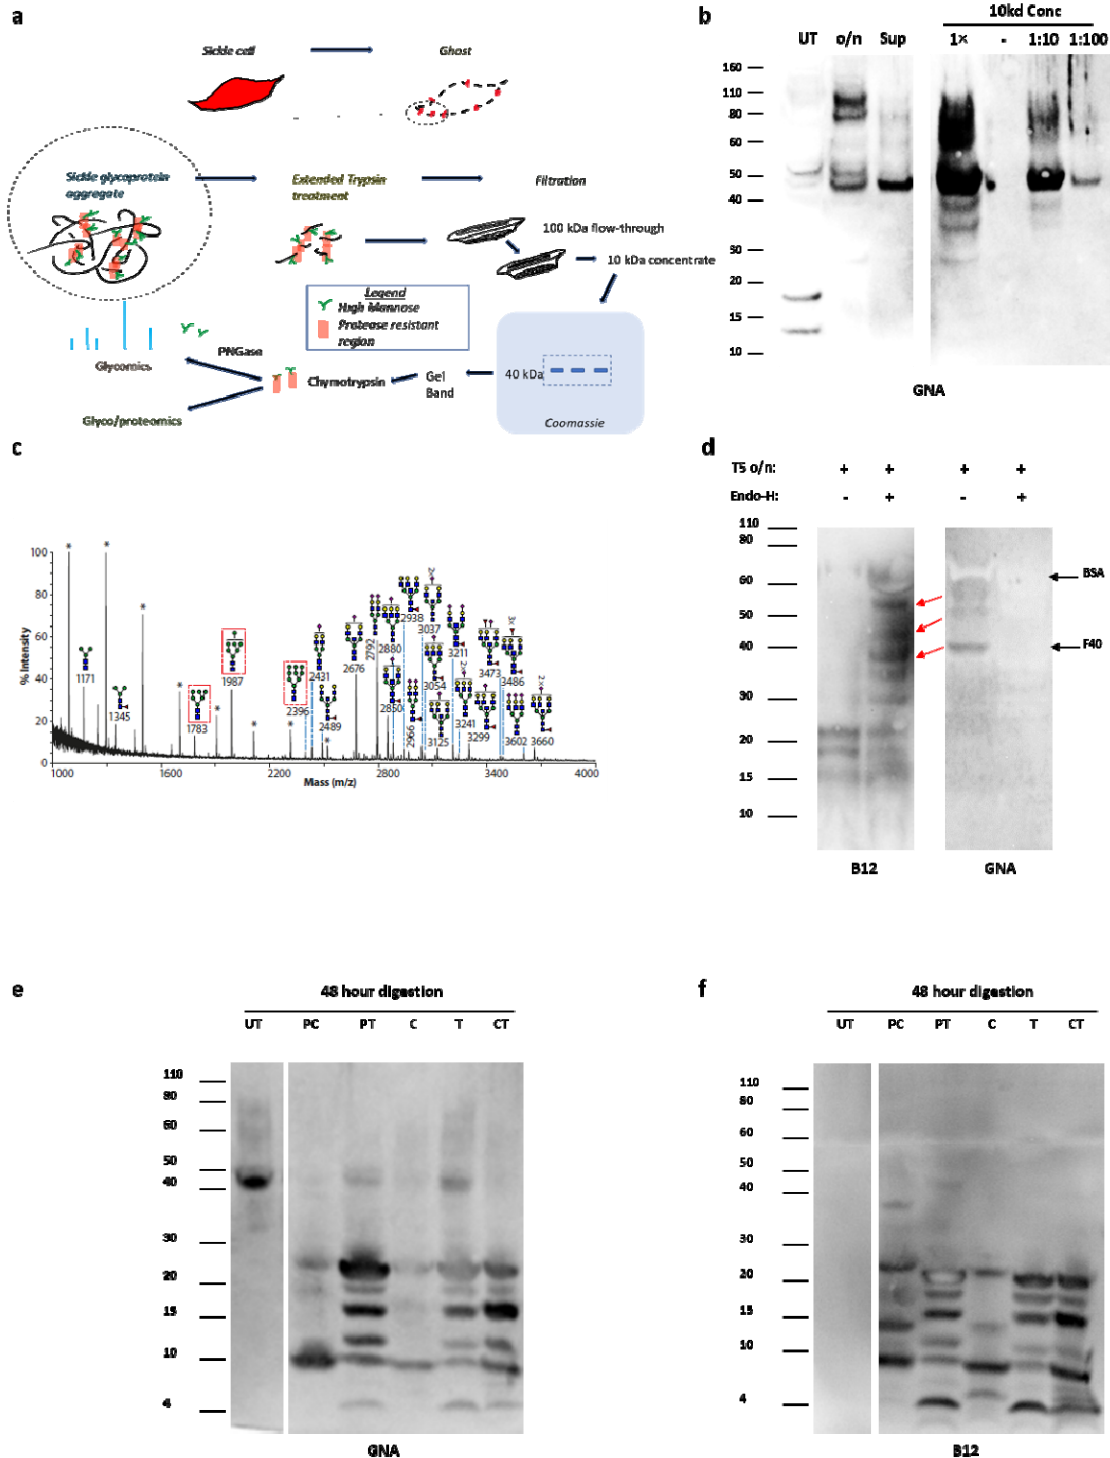 a
Sickle cell
Ghost
Sickle glycoprotein
aggregate
Extended Trypsin
treatment
Filtration
100 kDa flow-through
10 kDa concentrate
Legend
High Mannose
Protease resistant
region
PNGase
Glycomics
Chymotrypsin
Gel
Band
40 kDa
Coomassie
Glyco/proteomics
b
10kd Conc
UT o/n Sup 1× - 1:10 1:100
160
110
80
60
50
40
30
20
15
10
GNA
c
% Intensity
100
80
60
40
20
0
1171
1345
1783
1987
2396
2431
2489
2676
2792
2880
2850
2938
2966
2×
3037
3054
3125
3211
2×
3241
3299
3473
3×
3486
3602
2×
3660
1000 1600 2200 2800 3400 4000
Mass (m/z)
d
T5 o/n: + + + +
Endo-H: - + - +
110
80
60
50
40
30
20
15
10
BSA
F40
B12 GNA
e
48 hour digestion
UT PC PT C T CT
110
80
60
50
40
30
20
15
10
4
GNA
f
48 hour digestion
UT PC PT C T CT
110
80
60
50
40
30
20
15
10
4
B12